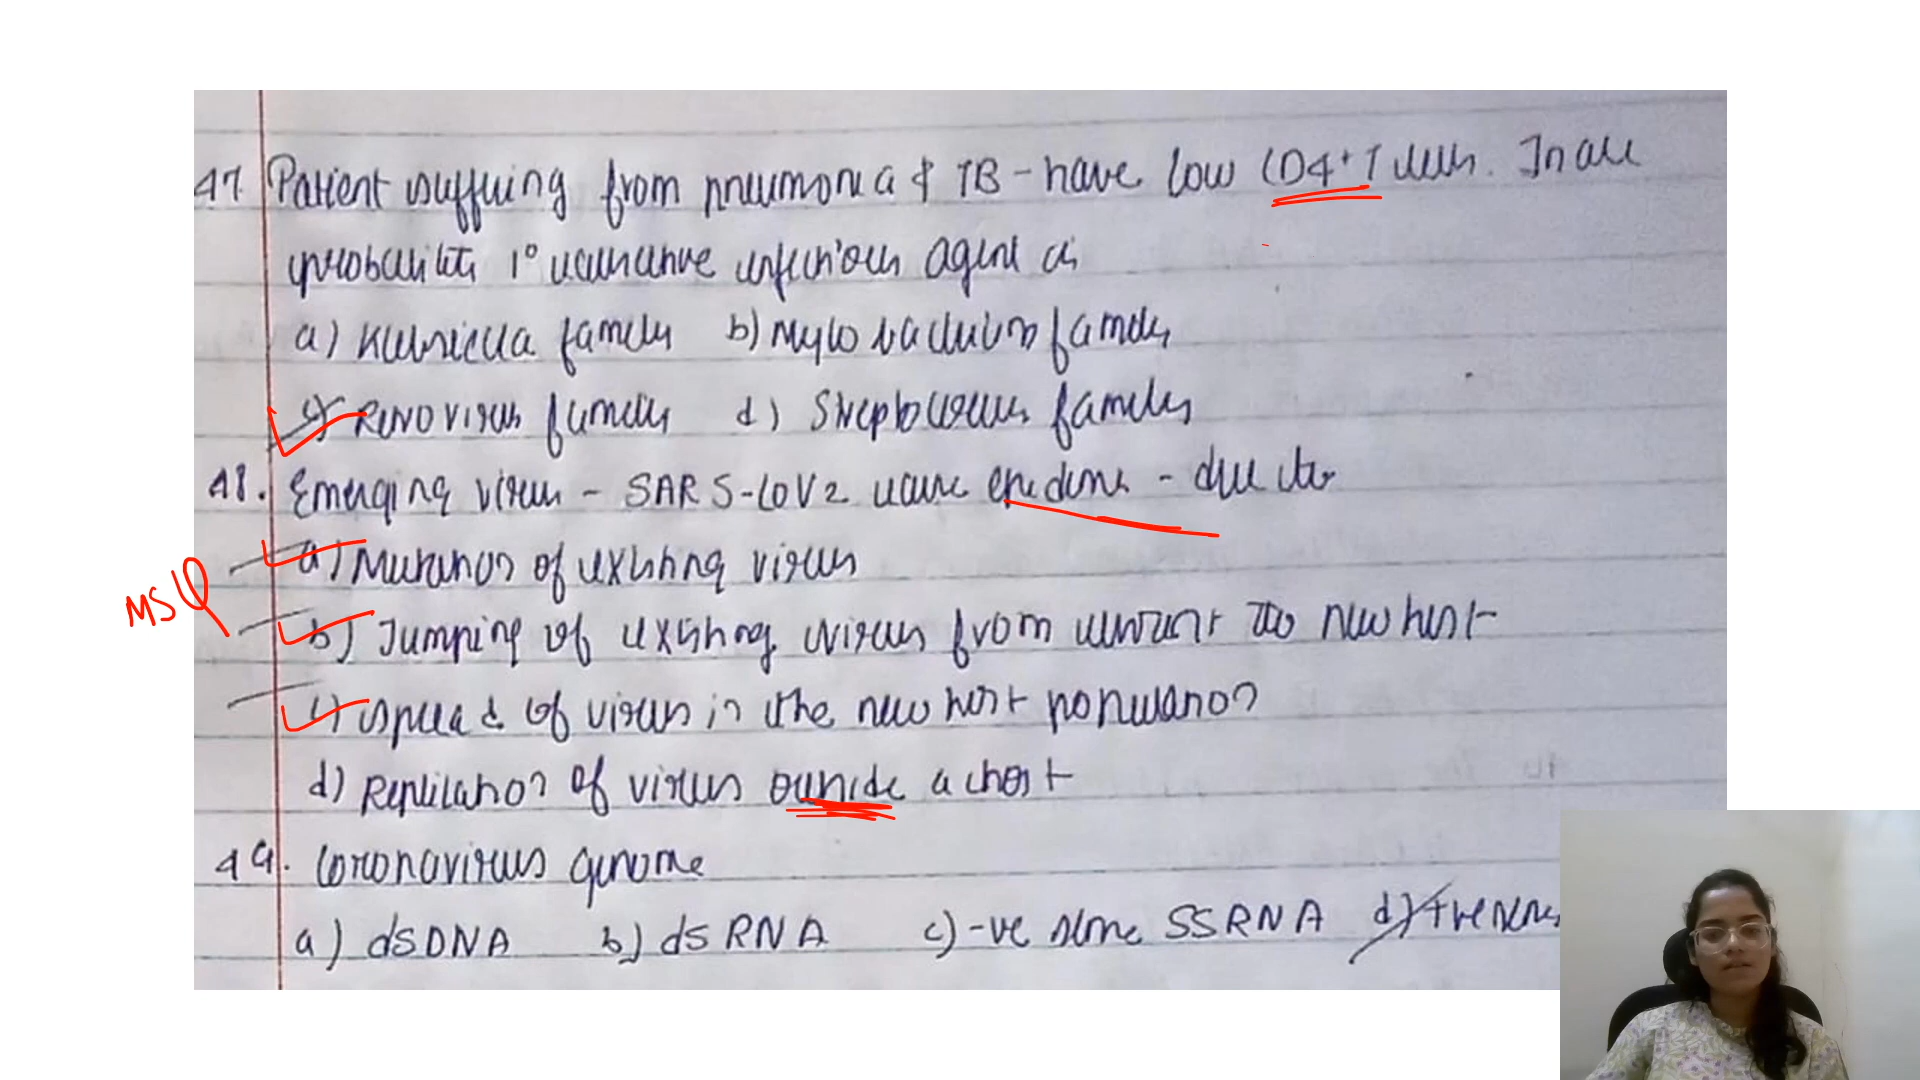 47. Patient suffering from pneumonia & TB - have low CD4+ T cells. In all
probability 1° causative infectious agent is
a) Klebsiella family b) Mycobacterium family
c) Retrovirus family d) Streptococcus family
48. Emerging virus - SARS-COV2 cause epidemic - due to
a) Mutation of existing virus
MSQ
b) Jumping of existing virus from current to new host
c) spread of virus in the new host population
d) Replication of virus outside a host
49. Coronavirus genome
a) dsDNA b) ds RNA c) -ve sense SSRNA d) +ve sens